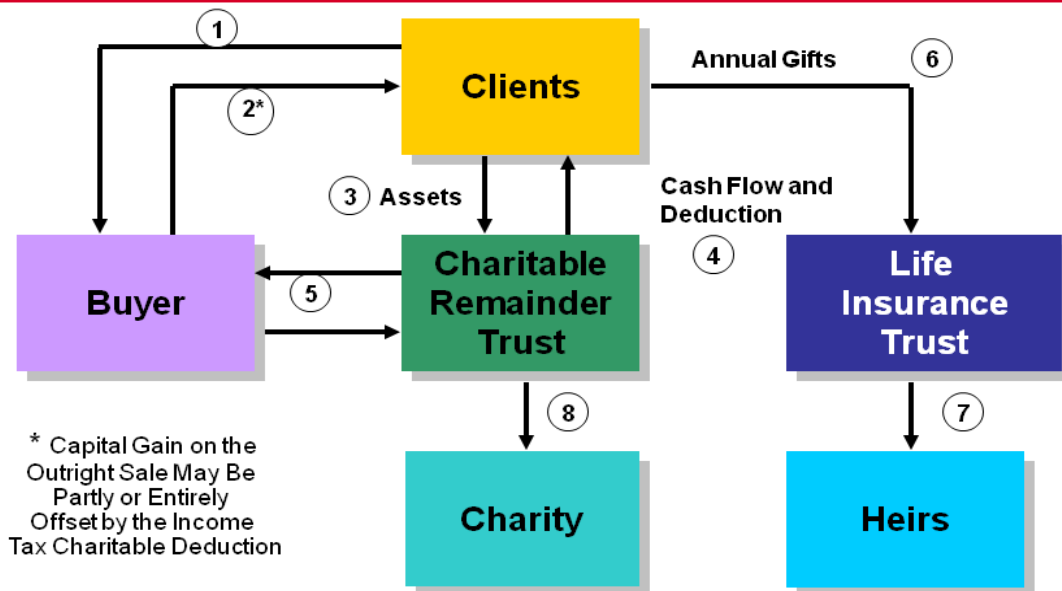 1
Clients
Annual Gifts
6
2*
3 Assets
Cash Flow and
Deduction
4
Buyer
5
Charitable
Remainder
Trust
Life
Insurance
Trust
8
7
* Capital Gain on the
Outright Sale May Be
Partly or Entirely
Offset by the Income
Tax Charitable Deduction
Charity
Heirs